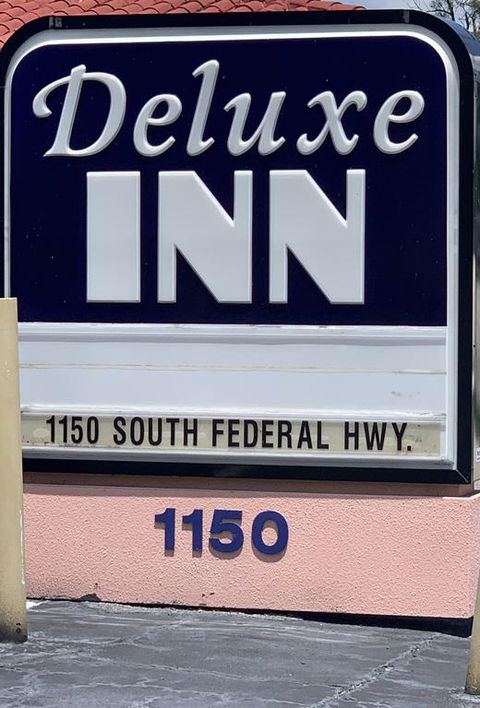 Deluxe
INN
1150 SOUTH FEDERAL HWY.
1150